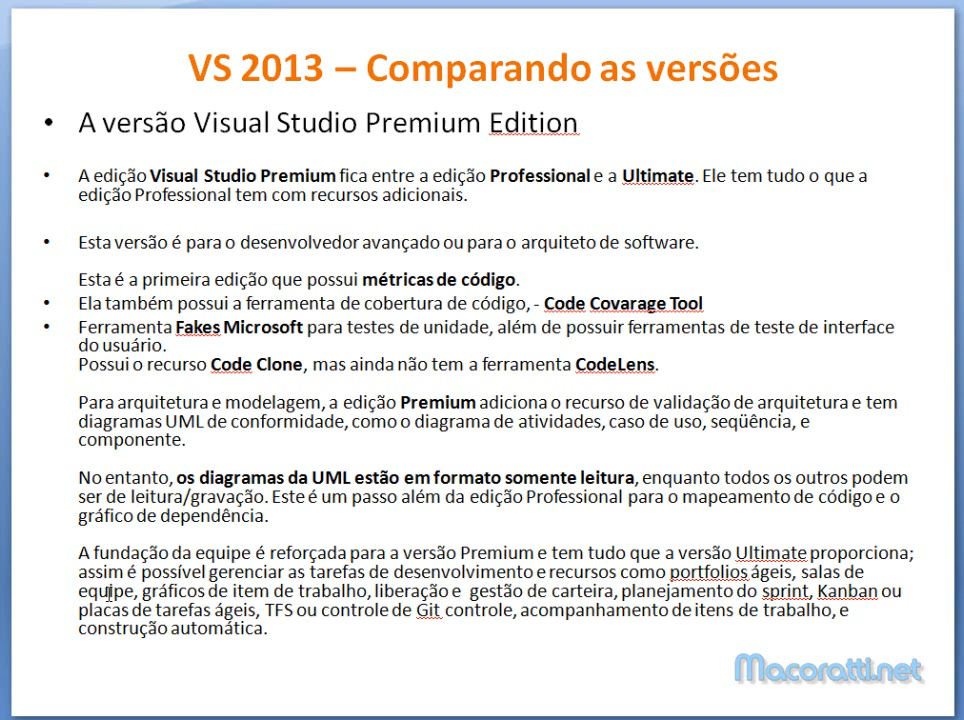 VS 2013 – Comparando as versões
• A versão Visual Studio Premium Edition
• A edição Visual Studio Premium fica entre a edição Professional e a Ultimate. Ele tem tudo o que a
edição Professional tem com recursos adicionais.
• Esta versão é para o desenvolvedor avançado ou para o arquiteto de software.
Esta é a primeira edição que possui métricas de código.
• Ela também possui a ferramenta de cobertura de código, - Code Covarage Tool
• Ferramenta Fakes Microsoft para testes de unidade, além de possuir ferramentas de teste de interface
do usuário.
Possui o recurso Code Clone, mas ainda não tem a ferramenta CodeLens.
Para arquitetura e modelagem, a edição Premium adiciona o recurso de validação de arquitetura e tem
diagramas UML de conformidade, como o diagrama de atividades, caso de uso, seqüência, e
componente.
No entanto, os diagramas da UML estão em formato somente leitura, enquanto todos os outros podem
ser de leitura/gravação. Este é um passo além da edição Professional para o mapeamento de código e o
gráfico de dependência.
A fundação da equipe é reforçada para a versão Premium e tem tudo que a versão Ultimate proporciona;
assim é possível gerenciar as tarefas de desenvolvimento e recursos como portfolios ágeis, salas de
equipe, gráficos de item de trabalho, liberação e gestão de carteira, planejamento do sprint, Kanban ou
placas de tarefas ágeis, TFS ou controle de Git controle, acompanhamento de itens de trabalho, e
construção automática.
Macoratti.net